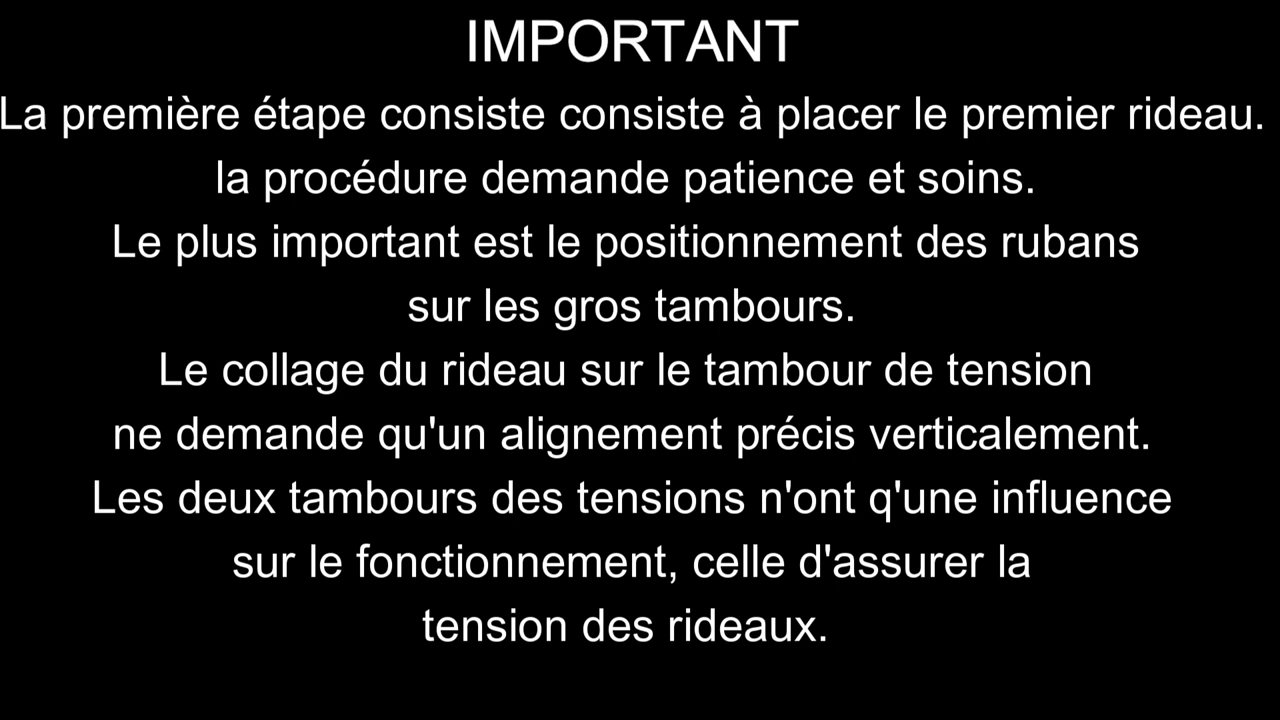 IMPORTANT
La première étape consiste consiste à placer le premier rideau.
la procédure demande patience et soins.
Le plus important est le positionnement des rubans
sur les gros tambours.
Le collage du rideau sur le tambour de tension
ne demande qu'un alignement précis verticalement.
Les deux tambours des tensions n'ont q'une influence
sur le fonctionnement, celle d'assurer la
tension des rideaux.